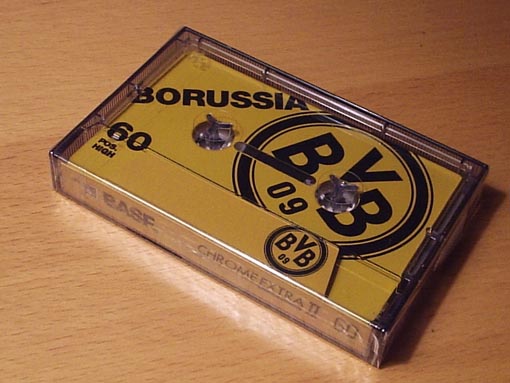 BORUSSIA
60
POS.
HIGH
BVB
09
BVB
09
BASF
CHROME EXTRA II 60